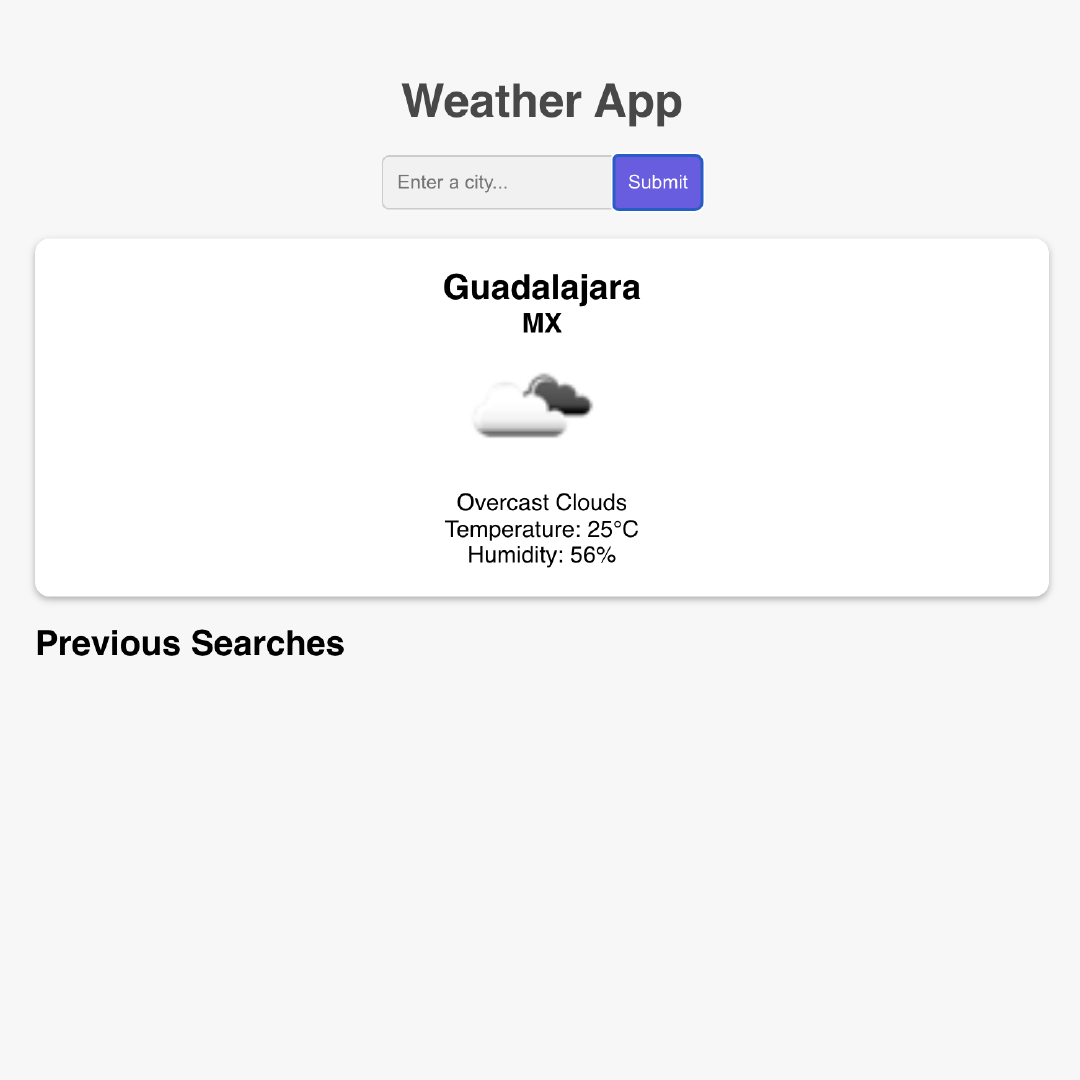 Weather App
Enter a city...
Submit
Guadalajara
MX
Overcast Clouds
Temperature: 25°C
Humidity: 56%
Previous Searches